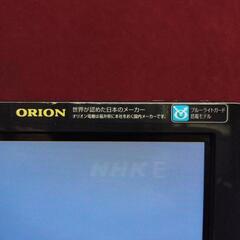 ORION
世界が認めた日本のメーカー
オリオン電機は福井県に本社をおく国内メーカーです。
ブルーライトガード
搭載モデル
NHKE